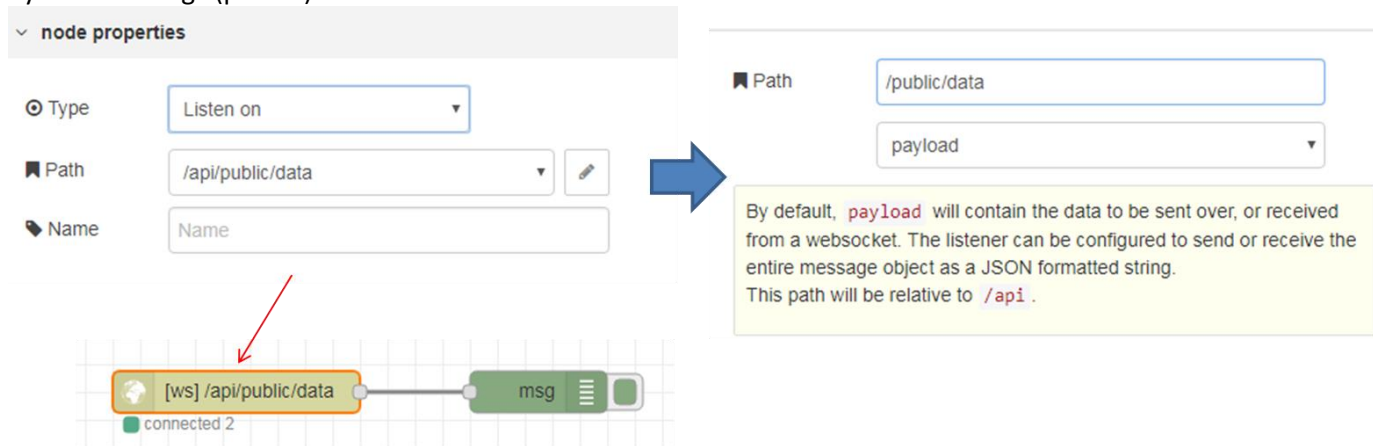 node properties
Type
Listen on
Path
/api/public/data
Name
Name
[ws] /api/public/data
msg
connected 2
Path
/public/data
payload
By default, payload will contain the data to be sent over, or received
from a websocket. The listener can be configured to send or receive the
entire message object as a JSON formatted string.
This path will be relative to /api .